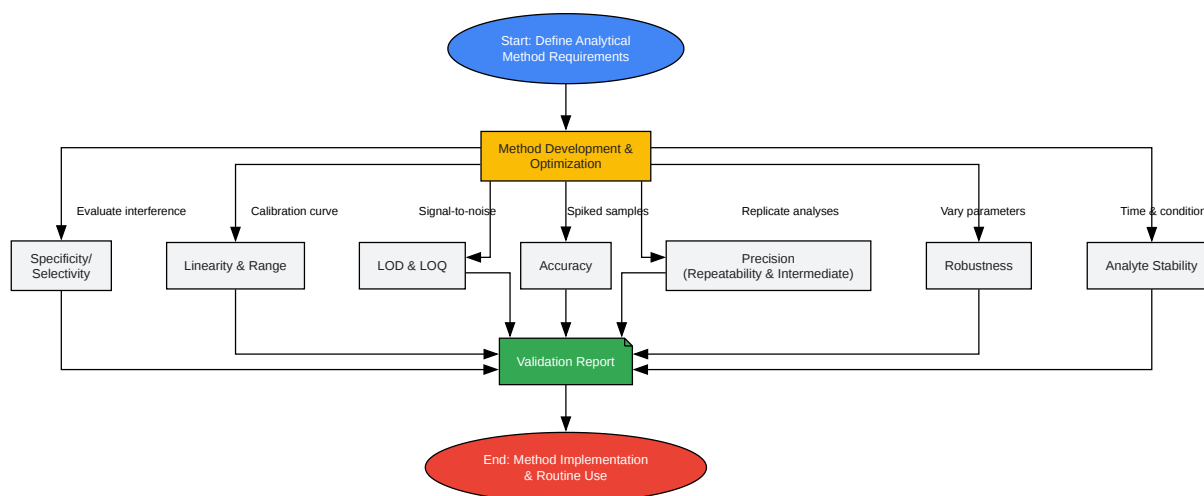 Start: Define Analytical
Method Requirements
Method Development &
Optimization
Evaluate interference
Calibration curve
Signal-to-noise
Spiked samples
Replicate analyses
Vary parameters
Time & condition
Specificity/
Selectivity
Linearity & Range
LOD & LOQ
Accuracy
Precision
(Repeatability & Intermediate)
Robustness
Analyte Stability
Validation Report
End: Method Implementation
& Routine Use